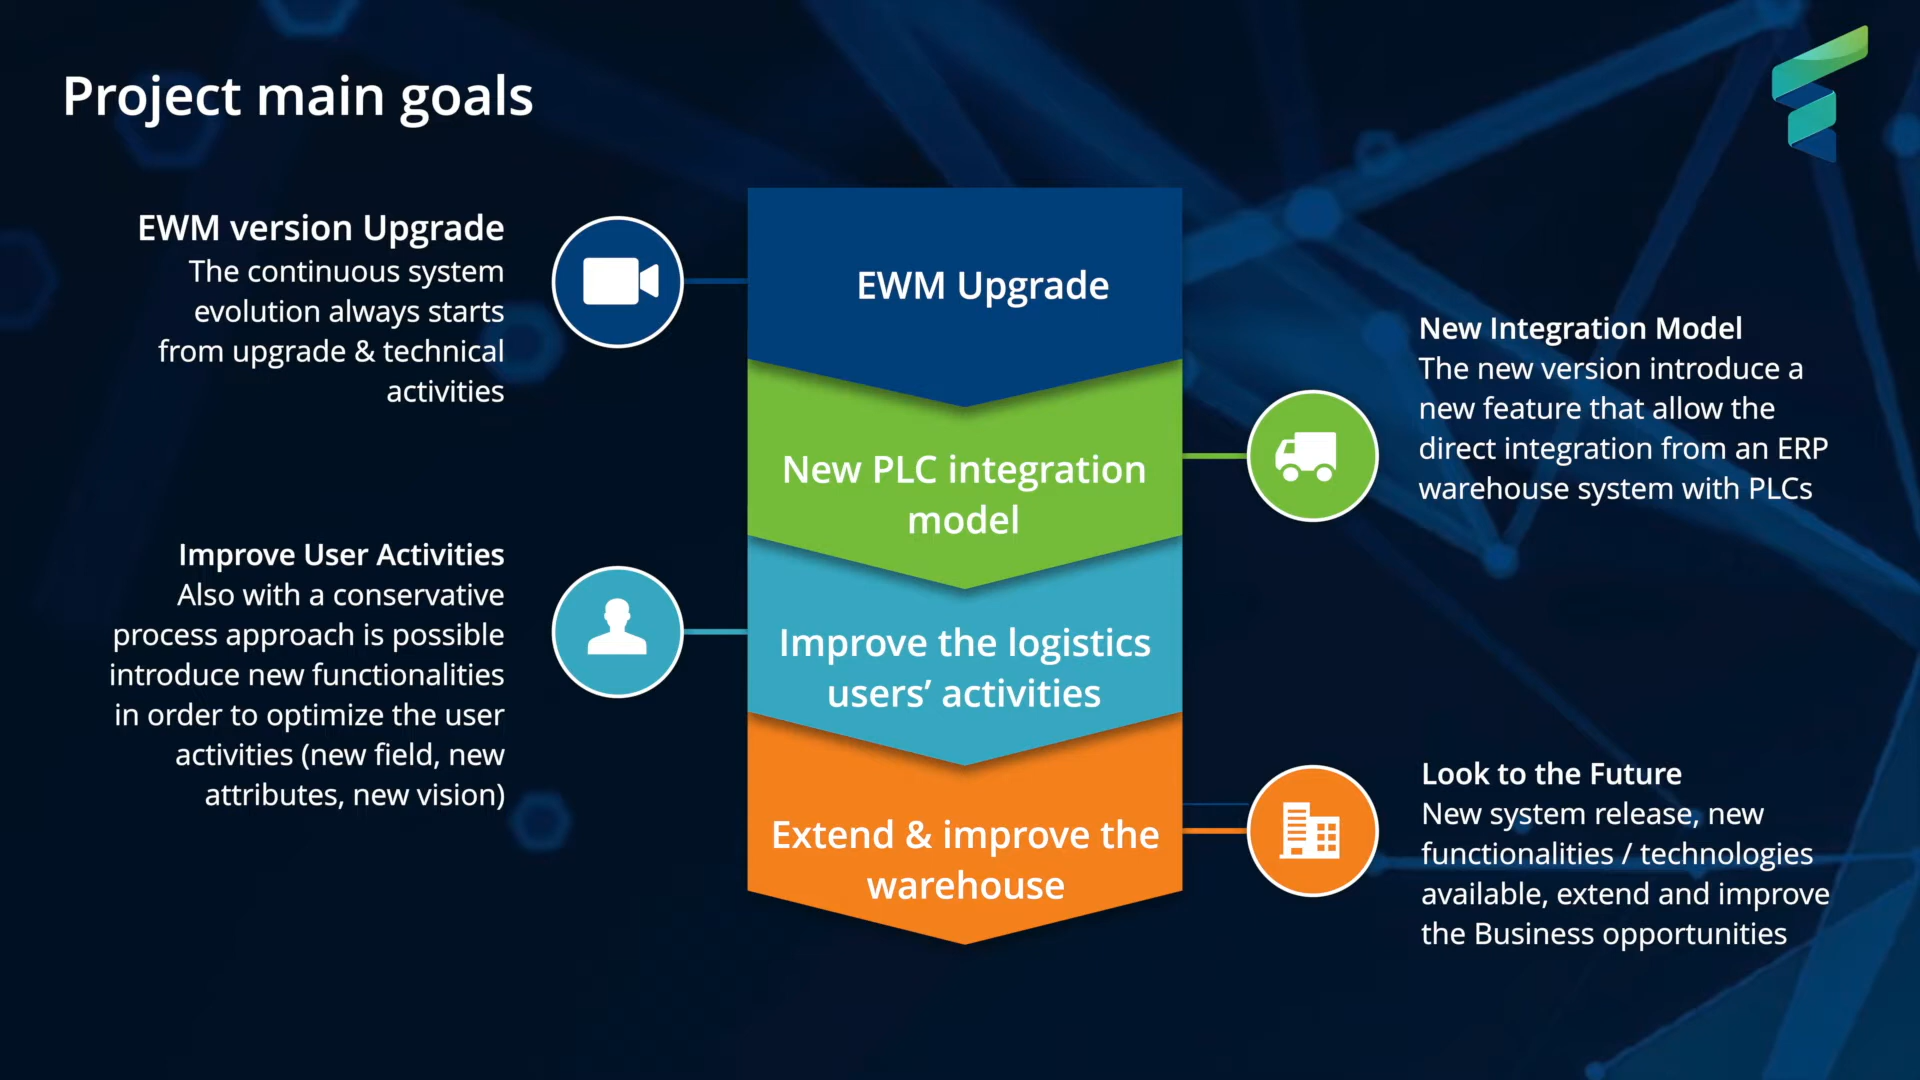 Project main goals
EWM version Upgrade
The continuous system
evolution always starts
from upgrade & technical
activities
EWM Upgrade
New Integration Model
The new version introduce a
new feature that allow the
direct integration from an ERP
warehouse system with PLCs
New PLC integration
model
Improve User Activities
Also with a conservative
process approach is possible
introduce new functionalities
in order to optimize the user
activities (new field, new
attributes, new vision)
Improve the logistics
users’ activities
Extend & improve the
warehouse
Look to the Future
New system release, new
functionalities / technologies
available, extend and improve
the Business opportunities